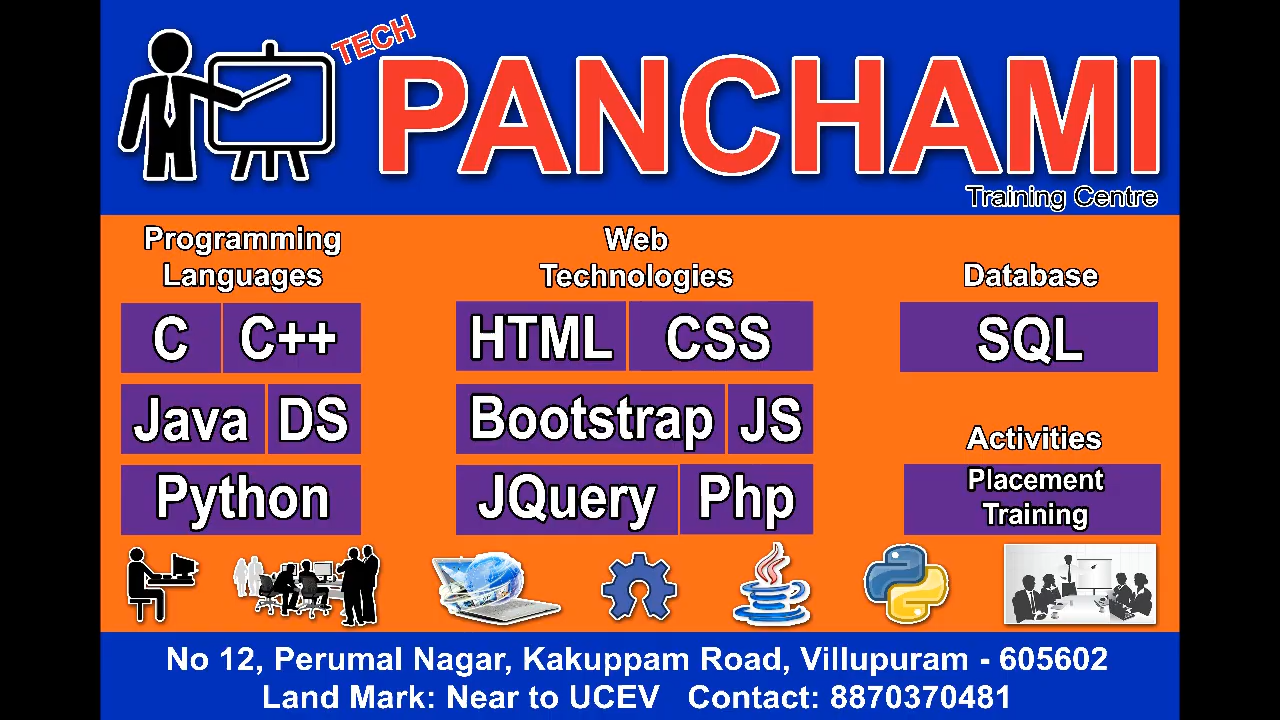 TECH
PANCHAMI
Training Centre
Programming
Languages
C C++
Java DS
Python
Web
Technologies
HTML CSS
Bootstrap JS
JQuery Php
Database
SQL
Activities
Placement
Training
No 12, Perumal Nagar, Kakuppam Road, Villupuram - 605602
Land Mark: Near to UCEV Contact: 8870370481